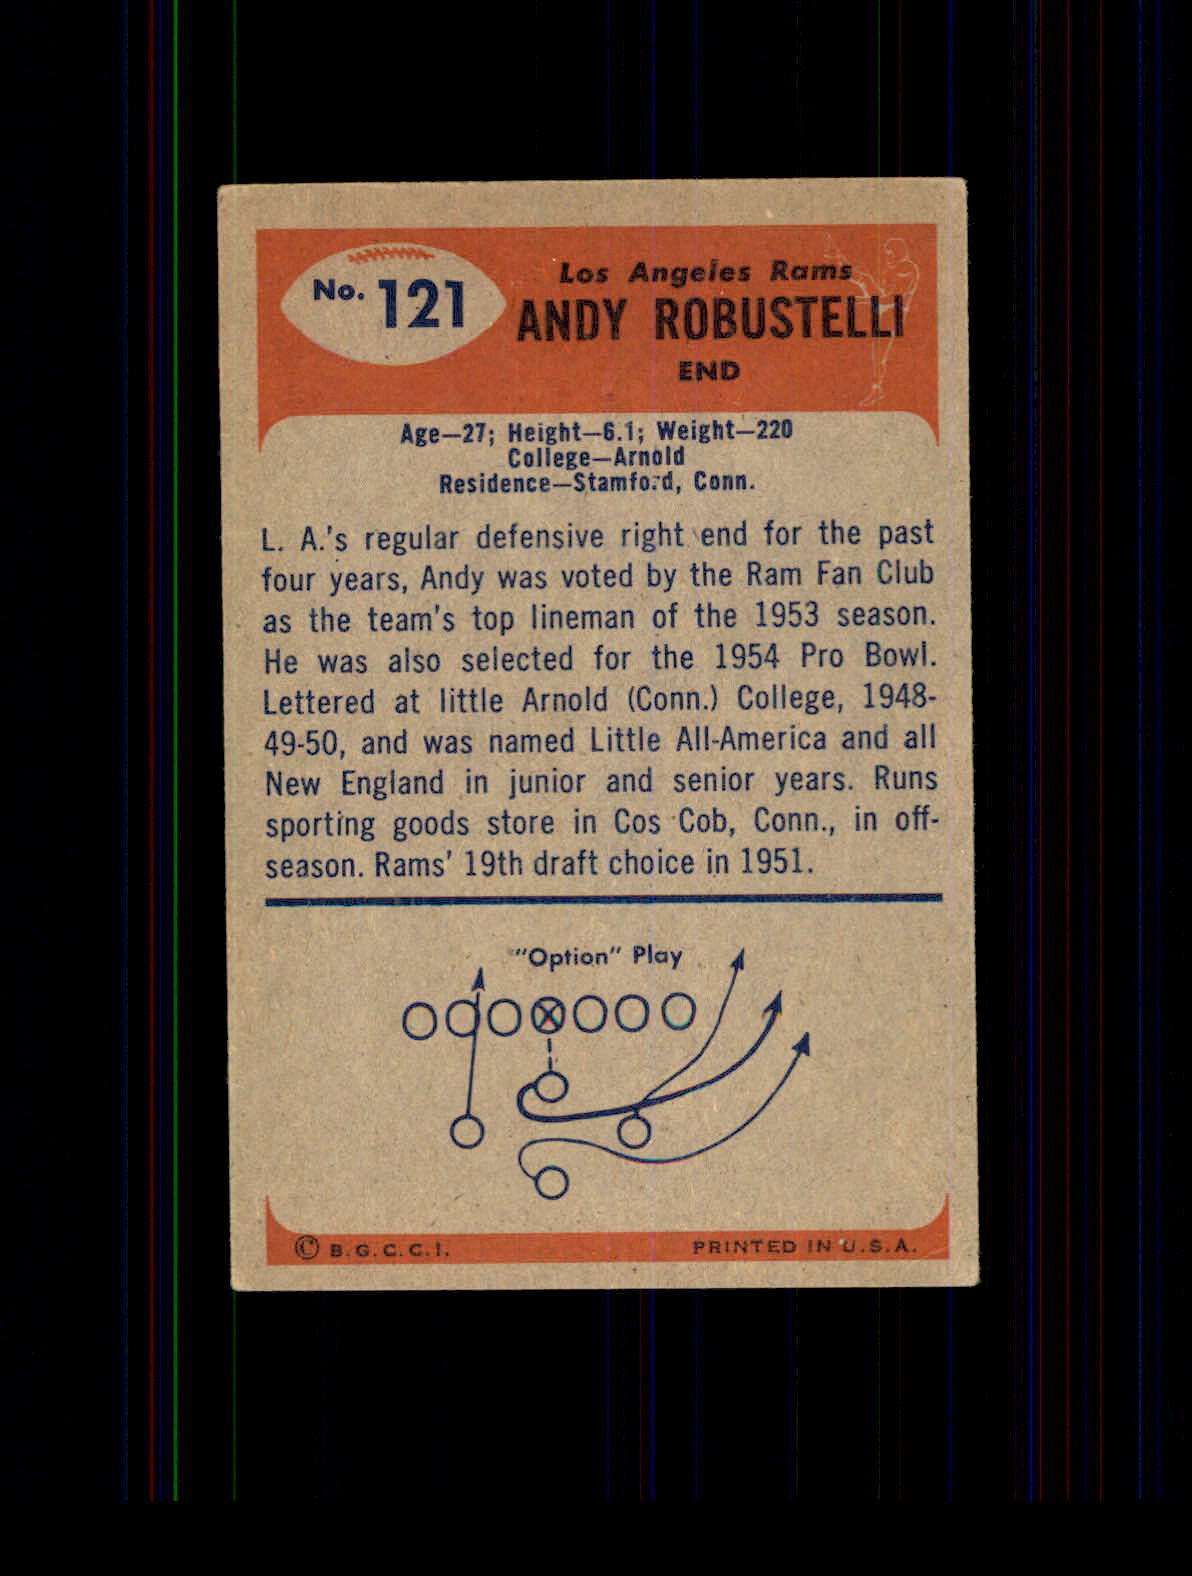 No. 121
Los Angeles Rams
ANDY ROBUSTELLI
END
Age—27; Height—6.1; Weight—220
College—Arnold
Residence—Stamford, Conn.
L. A.'s regular defensive right end for the past
four years, Andy was voted by the Ram Fan Club
as the team's top lineman of the 1953 season.
He was also selected for the 1954 Pro Bowl.
Lettered at little Arnold (Conn.) College, 1948-
49-50, and was named Little All-America and all
New England in junior and senior years. Runs
sporting goods store in Cos Cob, Conn., in off-
season. Rams' 19th draft choice in 1951.
"Option" Play
© B.G.C.C.I.
PRINTED IN U.S.A.